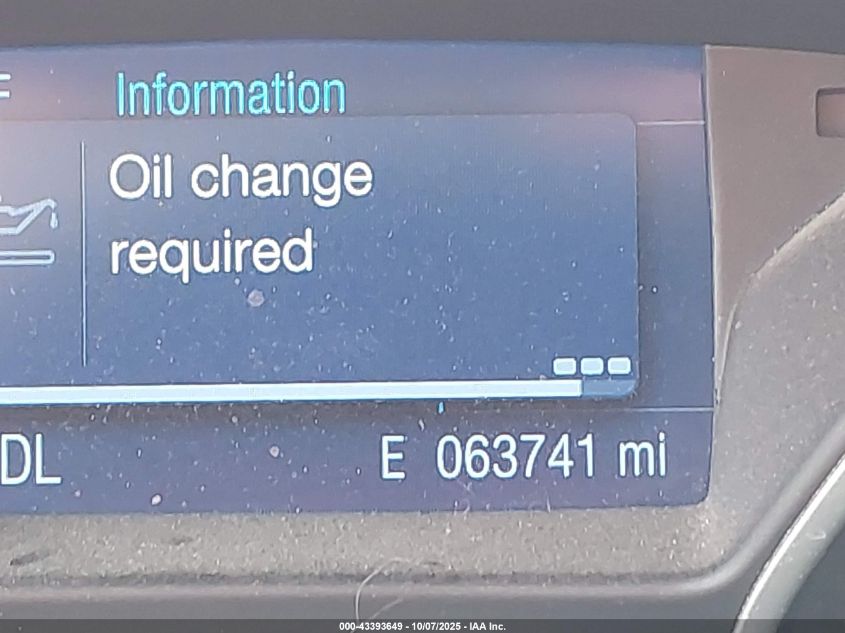 F
Information
Oil change
required
DL
E 063741 mi
000-43393649 - 10/07/2025 - IAA Inc.